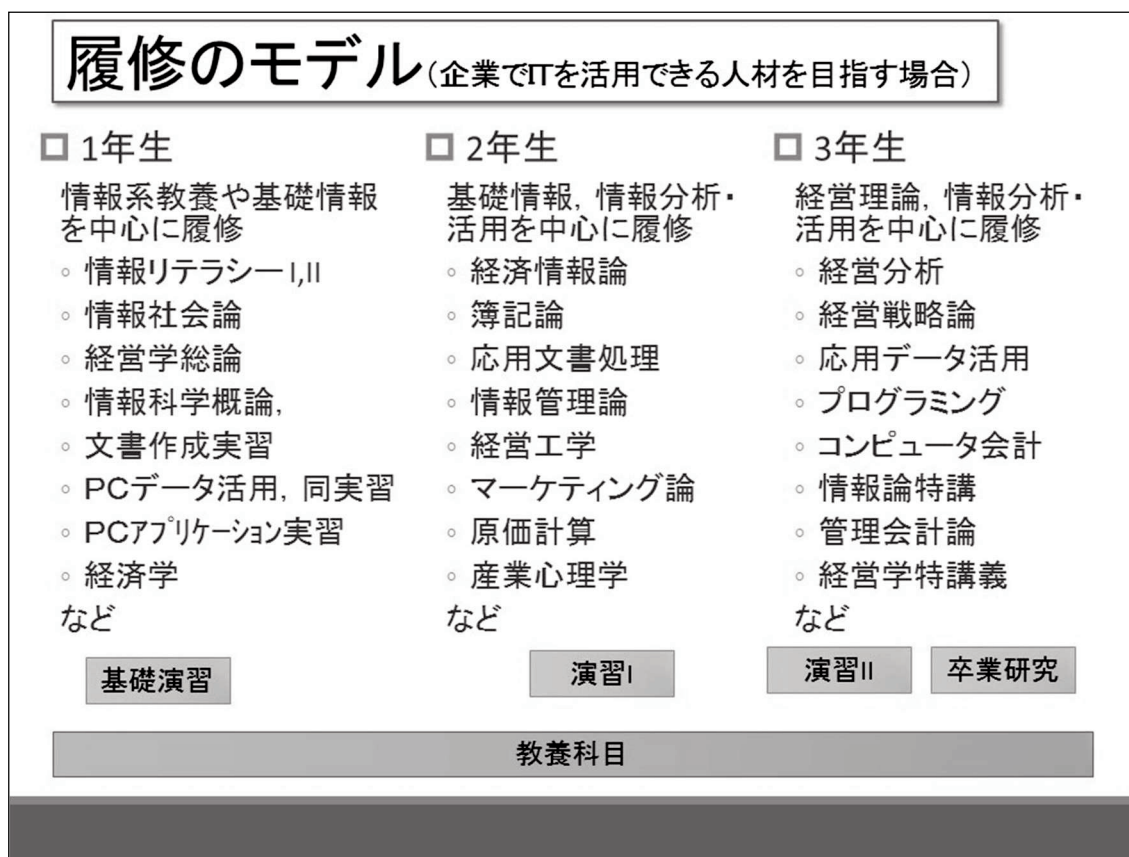 履修のモデル(企業でITを活用できる人材を目指す場合)
1年生
情報系教養や基礎情報
を中心に履修
情報リテラシーI,II
情報社会論
経営学総論
情報科学概論,
文書作成実習
PCデータ活用, 同実習
PCｱﾌﾟﾘｹｰｼｮﾝ実習
経済学
など
基礎演習
2年生
基礎情報, 情報分析・
活用を中心に履修
経済情報論
簿記論
応用文書処理
情報管理論
経営工学
マーケティング論
原価計算
産業心理学
など
演習I
3年生
経営理論, 情報分析・
活用を中心に履修
経営分析
経営戦略論
応用データ活用
プログラミング
コンピュータ会計
情報論特講
管理会計論
経営学特講義
など
演習II
卒業研究
教養科目